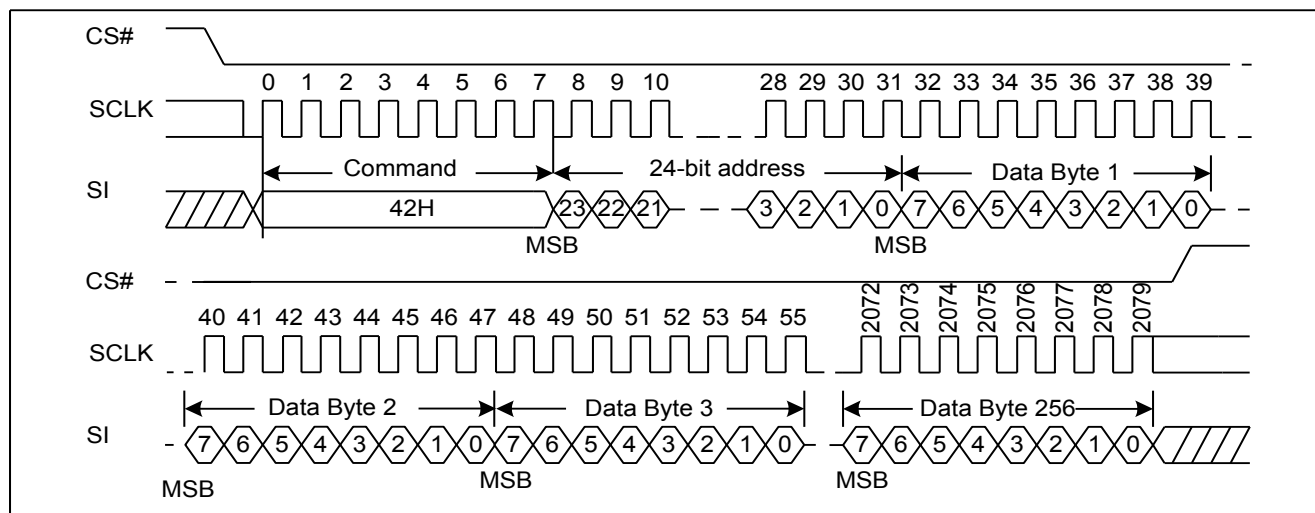 CS#
0 1 2 3 4 5 6 7 8 9 10 28 29 30 31 32 33 34 35 36 37 38 39
SCLK
Command 24-bit address Data Byte 1
SI
42H 23 22 21 3 2 1 0 7 6 5 4 3 2 1 0
MSB MSB
CS#
2072 2073 2074 2075 2076 2077 2078 2079
40 41 42 43 44 45 46 47 48 49 50 51 52 53 54 55
SCLK
Data Byte 2 Data Byte 3 Data Byte 256
SI
7 6 5 4 3 2 1 0 7 6 5 4 3 2 1 0 7 6 5 4 3 2 1 0
MSB MSB MSB